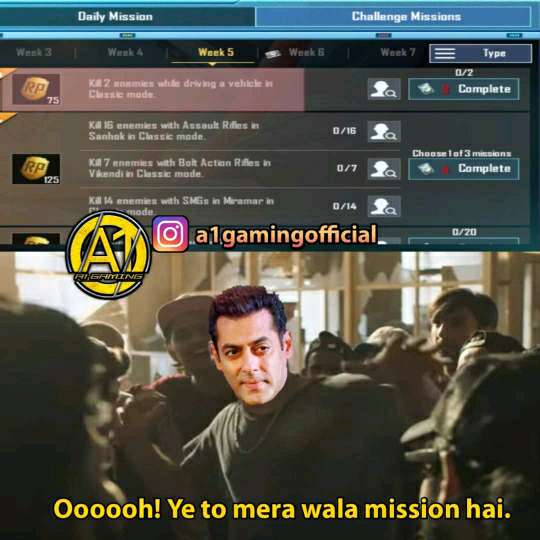 Daily Mission
Challenge Missions
Week 3
Week 4
Week 5
Week 6
Week 7
Type
RP
75
Kill 2 enemies while driving a vehicle in
Classic mode.
0/2
Complete
Kill 16 enemies with Assault Rifles in
Sanhok in Classic mode.
0/16
RP
125
Kill 7 enemies with Bolt Action Rifles in
Vikendi in Classic mode.
0/7
Choose 1 of 3 missions
Complete
Kill 14 enemies with SMGs in Miramar in
mode.
0/14
0/20
A1
A1 GAMING
a1gamingofficial
Oooooh! Ye to mera wala mission hai.